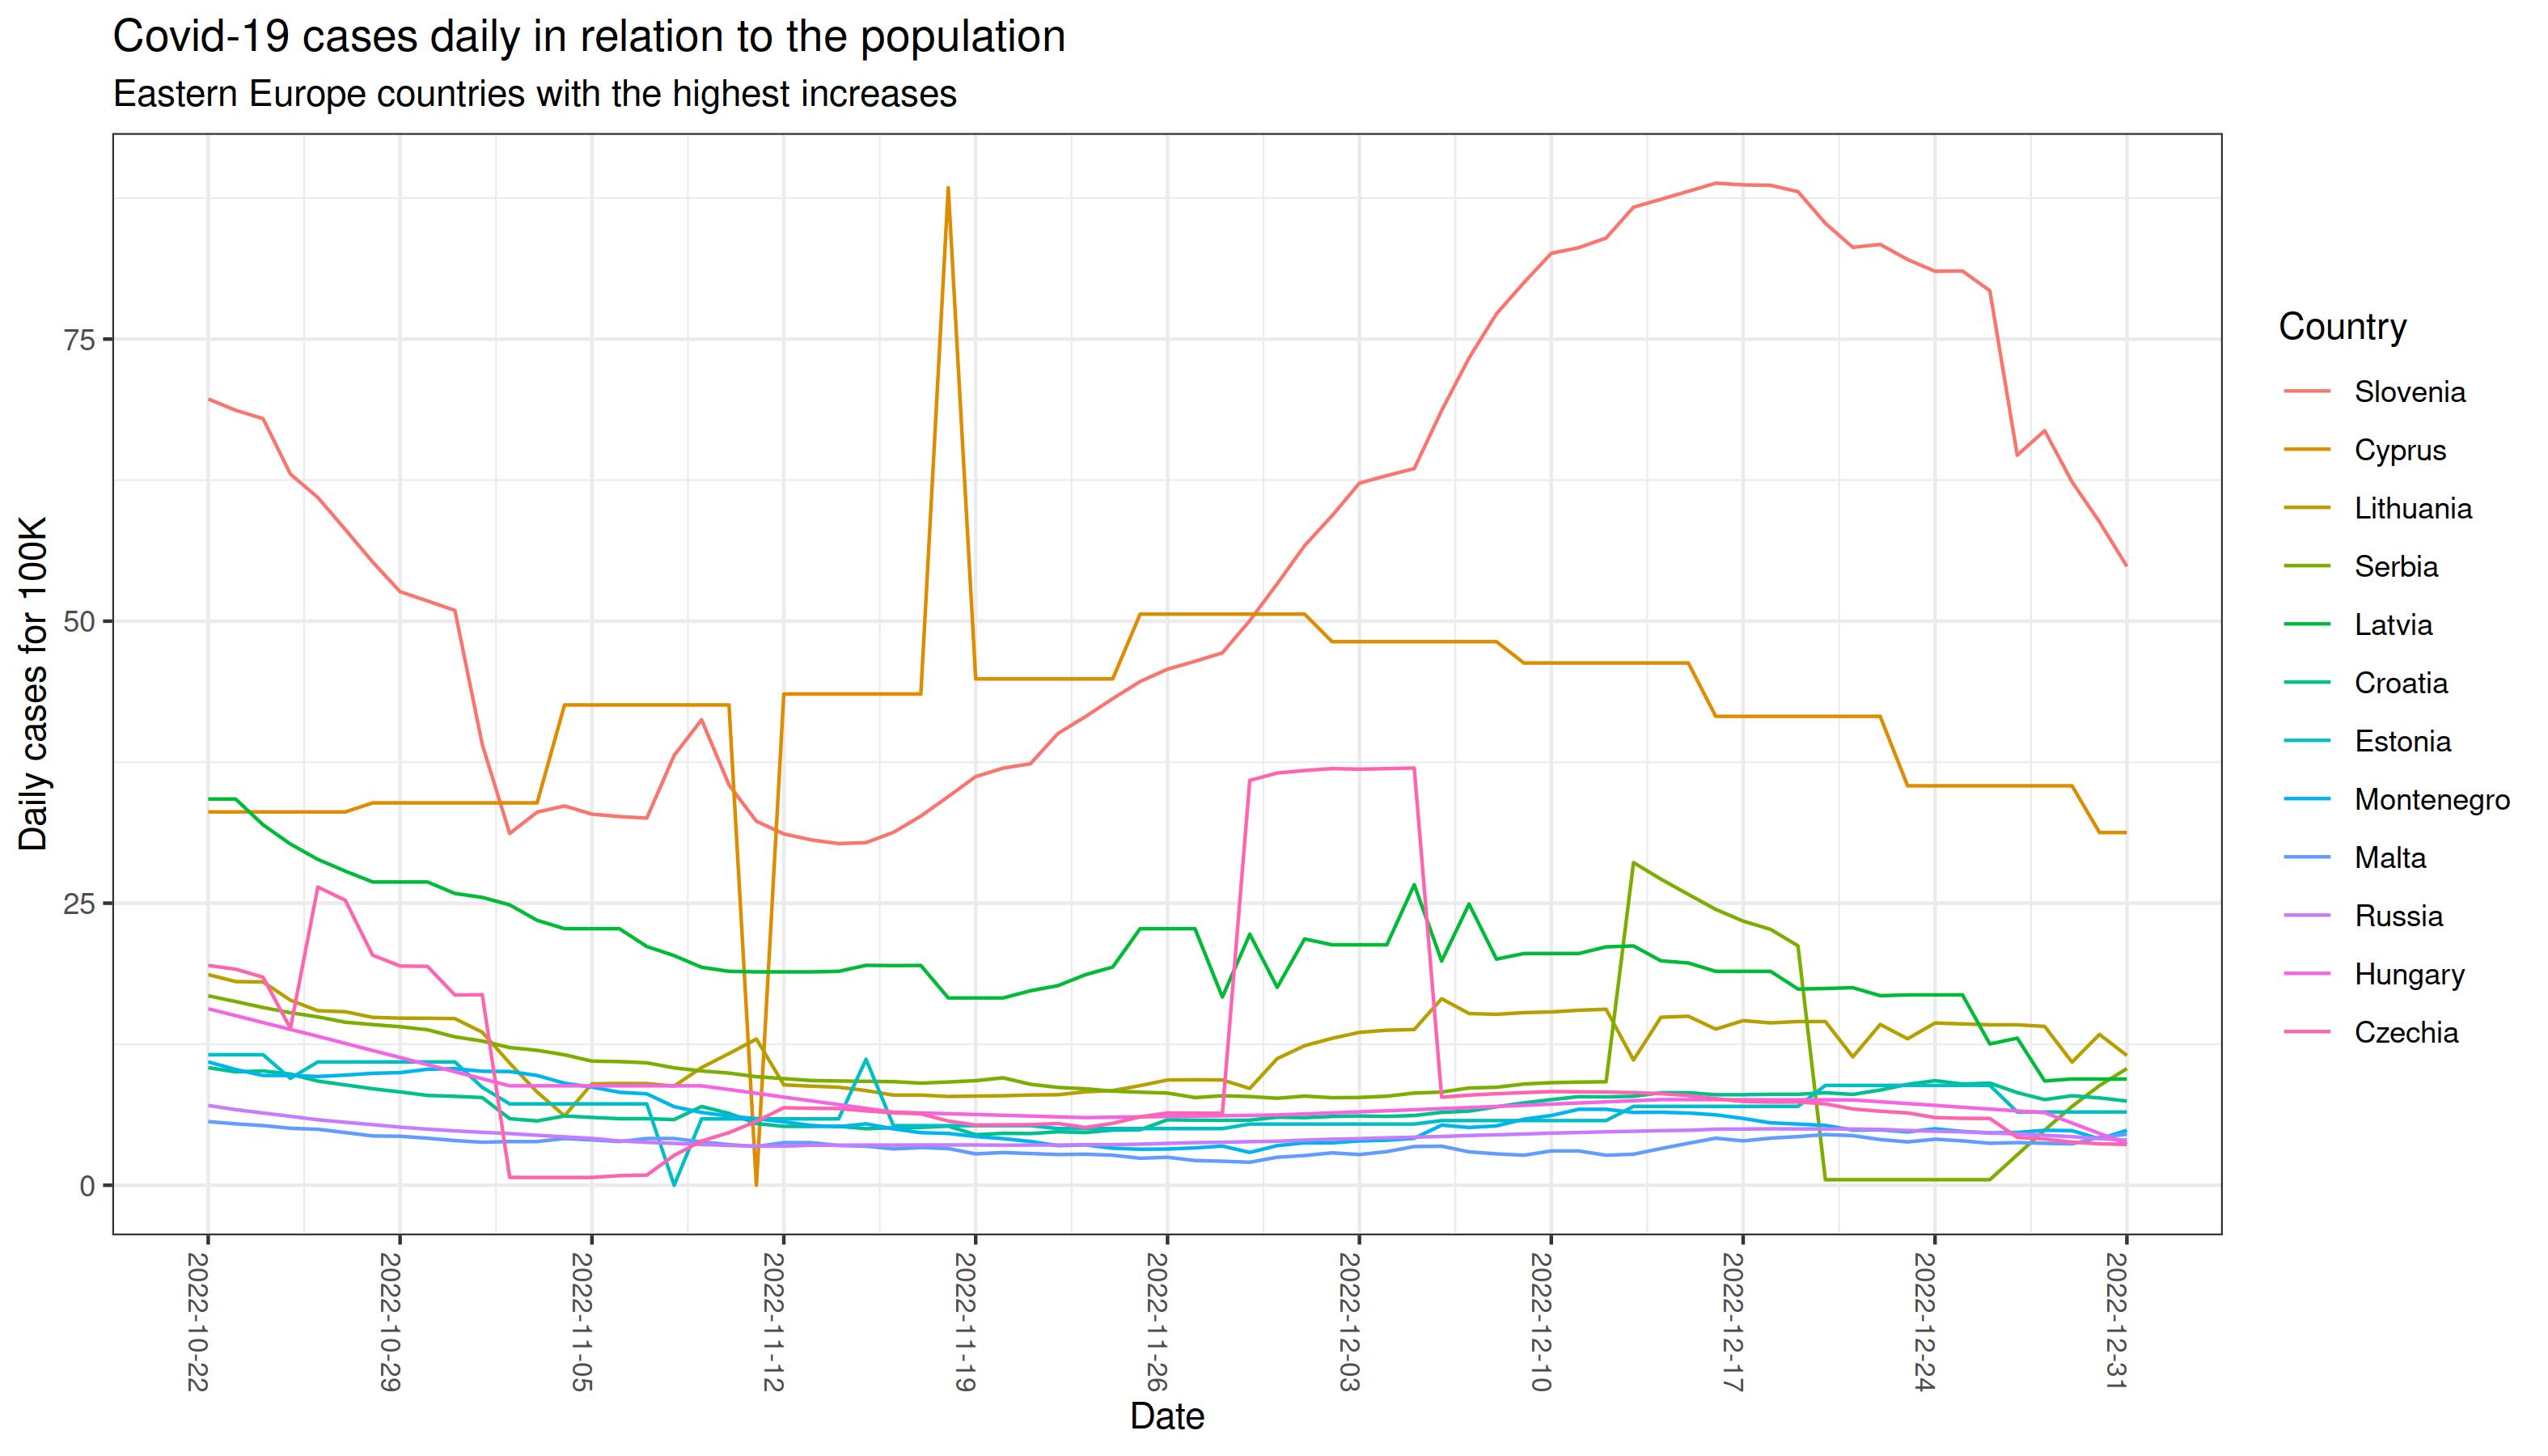 Covid-19 cases daily in relation to the population
Eastern Europe countries with the highest increases
Daily cases for 100K
75
50
25
0
2022-10-22
2022-10-29
2022-11-05
2022-11-12
2022-11-19
2022-11-26
2022-12-03
2022-12-10
2022-12-17
2022-12-24
2022-12-31
Date
Country
Slovenia
Cyprus
Lithuania
Serbia
Latvia
Croatia
Estonia
Montenegro
Malta
Russia
Hungary
Czechia